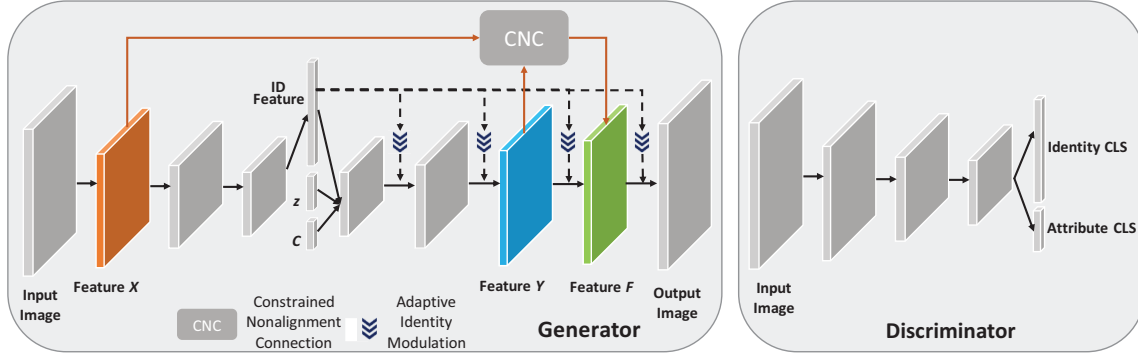 CNC
ID
Feature
z
C
Input
Image
Feature X
Feature Y
Feature F
Output
Image
CNC
Constrained
Nonalignment
Connection
Adaptive
Identity
Modulation
Generator
Identity CLS
Attribute CLS
Input
Image
Discriminator